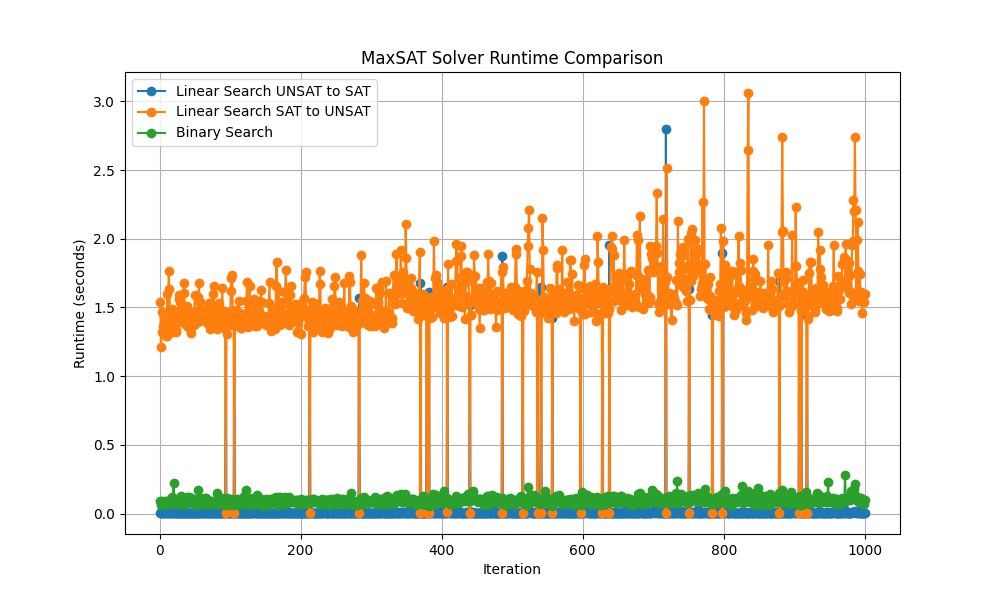 MaxSAT Solver Runtime Comparison
Linear Search UNSAT to SAT
Linear Search SAT to UNSAT
Binary Search
Runtime (seconds)
3.0
2.5
2.0
1.5
1.0
0.5
0.0
0 200 400 600 800 1000
Iteration